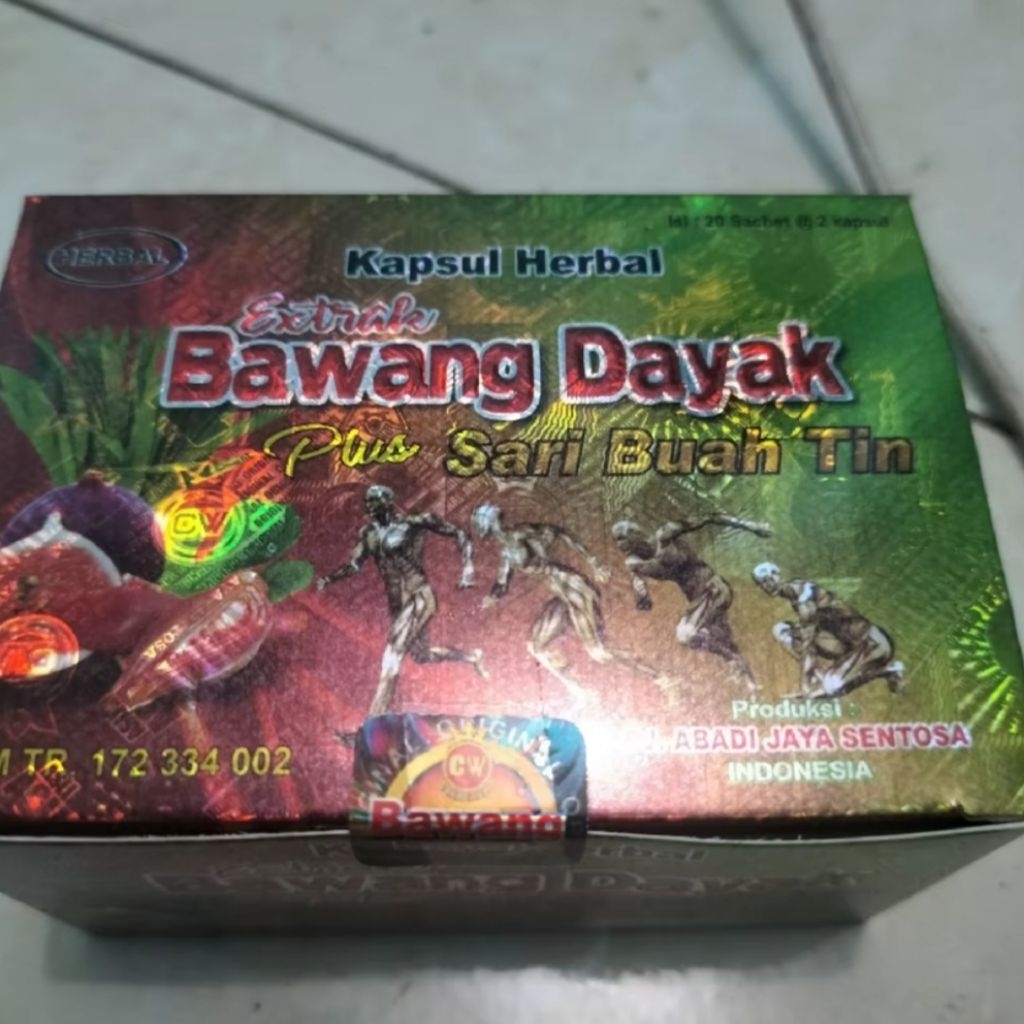 Isi : 20 Sachet @ 2 kapsul
HERBAL
Kapsul Herbal
Extrak
Bawang Dayak
Plus Sari Buah Tin
Produksi :
ABADI JAYA SENTOSA
INDONESIA
TR. 172 334 002
ORIGINAL
CW
Bawang